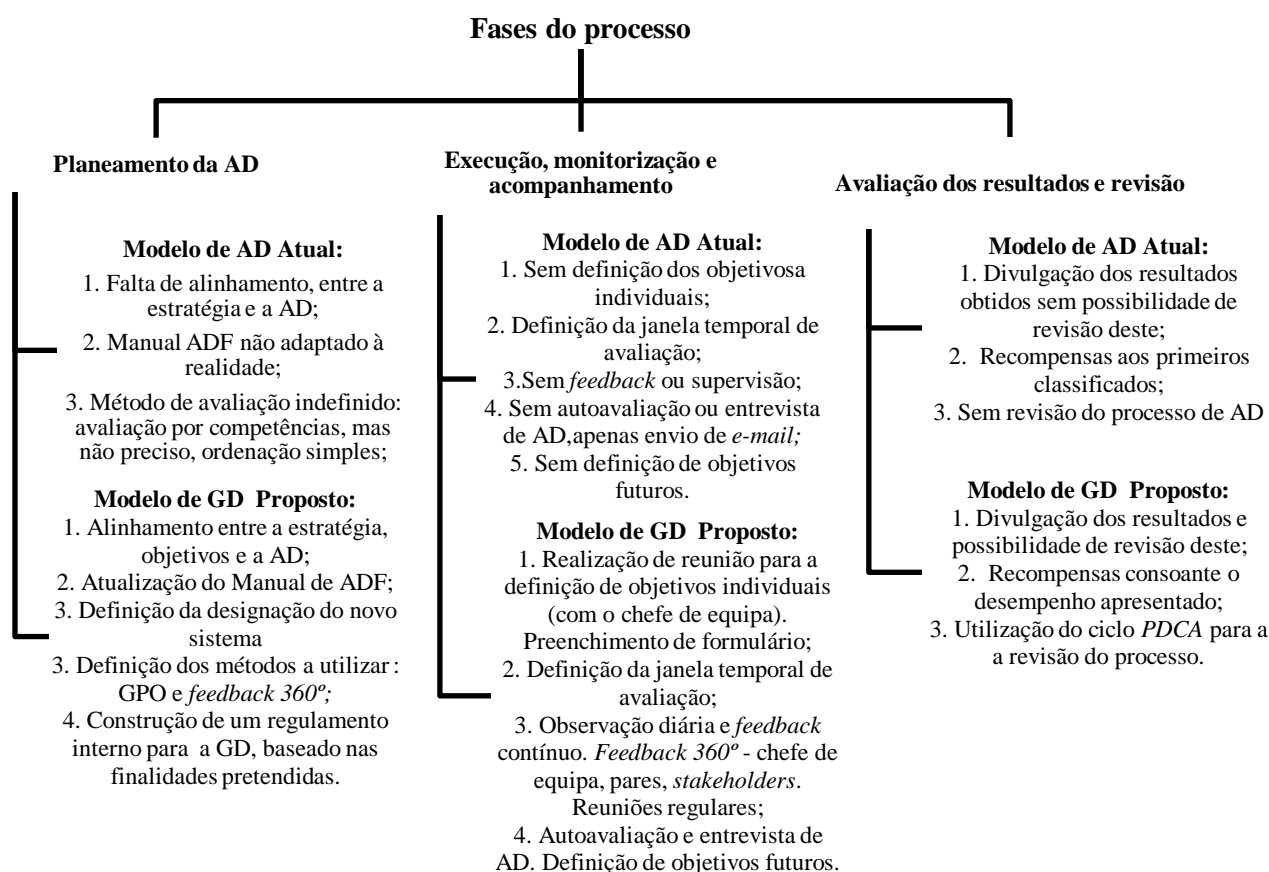 Fases do processo
Planeamento da AD
Modelo de AD Atual:
1. Falta de alinhamento, entre a
estratégia e a AD;
2. Manual ADF não adaptado à
realidade;
3. Método de avaliação indefinido:
avaliação por competências, mas
não preciso, ordenação simples;
Modelo de GD Proposto:
1. Alinhamento entre a estratégia,
objetivos e a AD;
2. Atualização do Manual de ADF;
3. Definição da designação do novo
sistema
3. Definição dos métodos a utilizar :
GPO e feedback 360º;
4. Construção de um regulamento
interno para a GD, baseado nas
finalidades pretendidas.
Execução, monitorização e
acompanhamento
Modelo de AD Atual:
1. Sem definição dos objetivosa
individuais;
2. Definição da janela temporal de
avaliação;
3.Sem feedback ou supervisão;
4. Sem autoavaliação ou entrevista
de AD,apenas envio de e-mail;
5. Sem definição de objetivos
futuros.
Modelo de GD Proposto:
1. Realização de reunião para a
definição de objetivos individuais
(com o chefe de equipa).
Preenchimento de formulário;
2. Definição da janela temporal de
avaliação;
3. Observação diária e feedback
contínuo. Feedback 360º - chefe de
equipa, pares, stakeholders.
Reuniões regulares;
4. Autoavaliação e entrevista de
AD. Definição de objetivos futuros.
Avaliação dos resultados e revisão
Modelo de AD Atual:
1. Divulgação dos resultados
obtidos sem possibilidade de
revisão deste;
2. Recompensas aos primeiros
classificados;
3. Sem revisão do processo de AD
Modelo de GD Proposto:
1. Divulgação dos resultados e
possibilidade de revisão deste;
2. Recompensas consoante o
desempenho apresentado;
3. Utilização do ciclo PDCA para a
a revisão do processo.